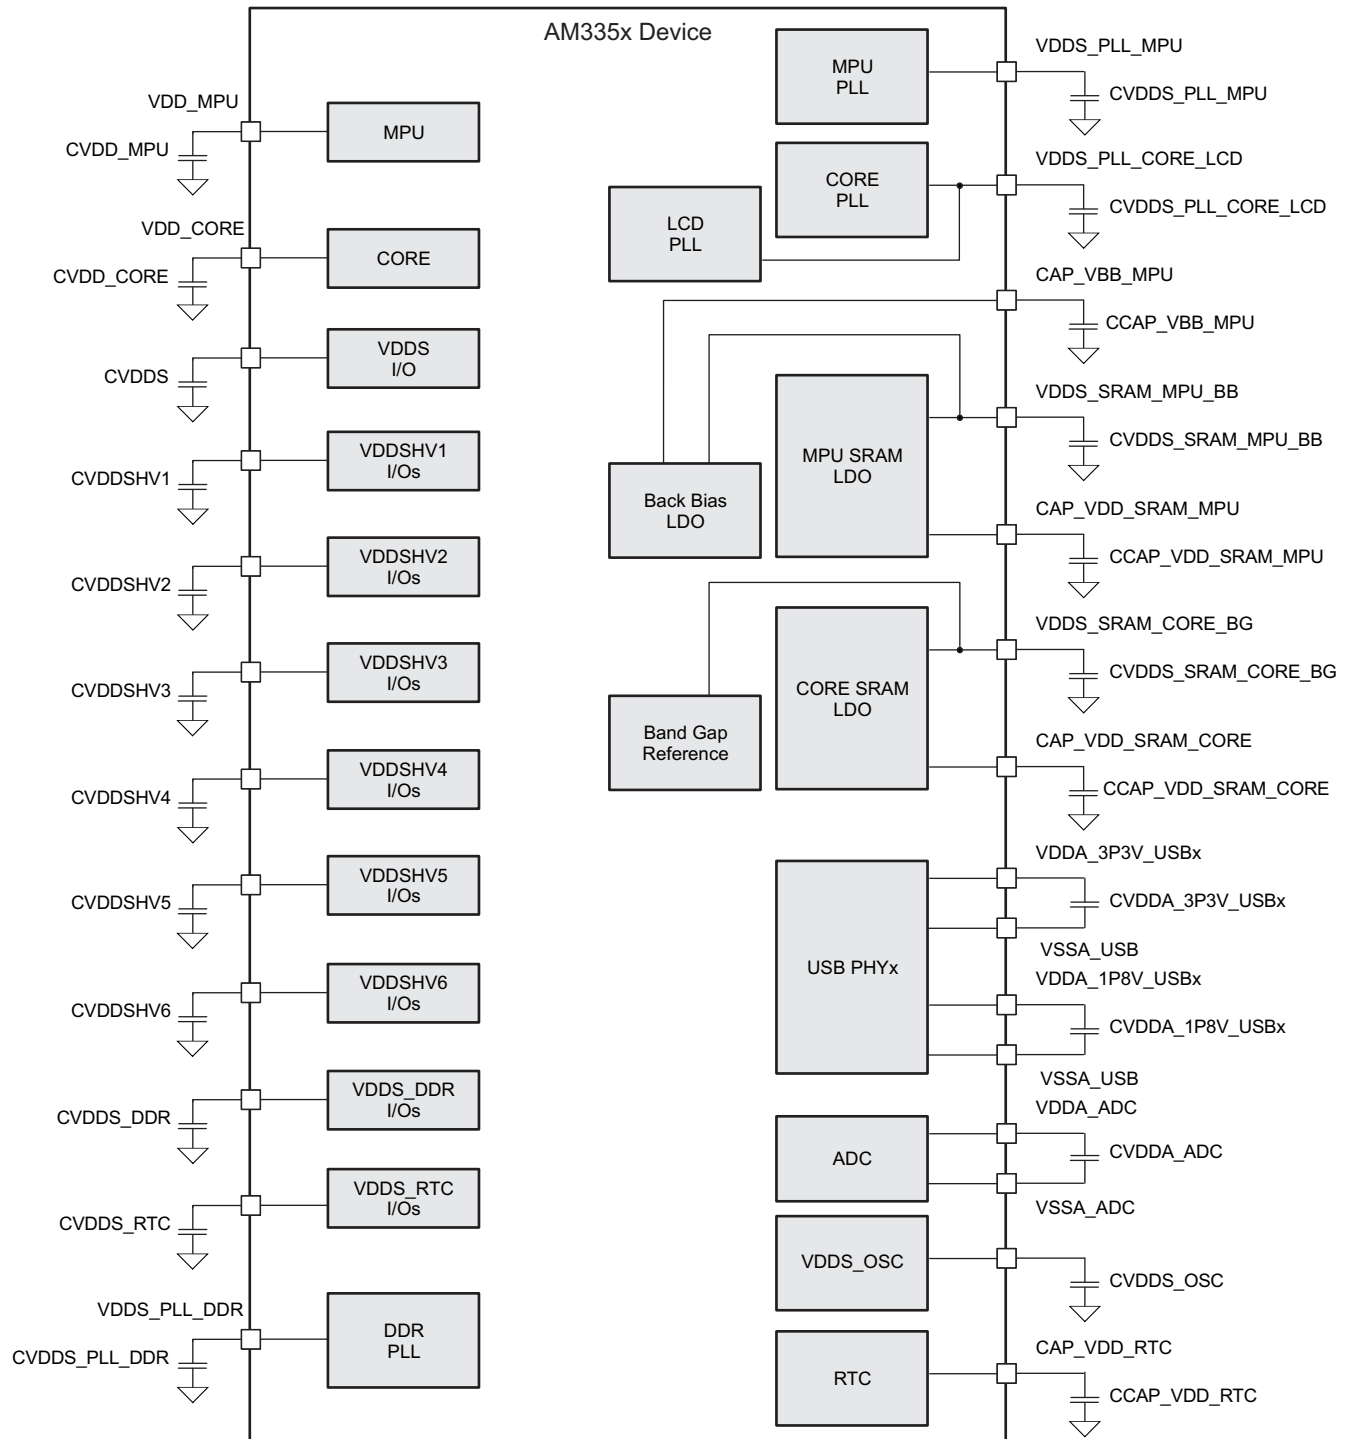 AM335x Device
VDD_MPU
CVDD_MPU
MPU
VDD_CORE
CVDD_CORE
CORE
CVDDS
VDDS
I/O
CVDDSHV1
VDDSHV1
I/Os
CVDDSHV2
VDDSHV2
I/Os
CVDDSHV3
VDDSHV3
I/Os
CVDDSHV4
VDDSHV4
I/Os
CVDDSHV5
VDDSHV5
I/Os
CVDDSHV6
VDDSHV6
I/Os
CVDDS_DDR
VDDS_DDR
I/Os
CVDDS_RTC
VDDS_RTC
I/Os
VDDS_PLL_DDR
CVDDS_PLL_DDR
DDR
PLL
MPU
PLL
VDDS_PLL_MPU
CVDDS_PLL_MPU
CORE
PLL
LCD
PLL
VDDS_PLL_CORE_LCD
CVDDS_PLL_CORE_LCD
CAP_VBB_MPU
CCAP_VBB_MPU
Back Bias
LDO
MPU SRAM
LDO
VDDS_SRAM_MPU_BB
CVDDS_SRAM_MPU_BB
CAP_VDD_SRAM_MPU
CCAP_VDD_SRAM_MPU
Band Gap
Reference
CORE SRAM
LDO
VDDS_SRAM_CORE_BG
CVDDS_SRAM_CORE_BG
CAP_VDD_SRAM_CORE
CCAP_VDD_SRAM_CORE
USB PHYx
VDDA_3P3V_USBx
CVDDA_3P3V_USBx
VSSA_USB
VDDA_1P8V_USBx
CVDDA_1P8V_USBx
VSSA_USB
ADC
VDDA_ADC
CVDDA_ADC
VSSA_ADC
VDDS_OSC
CVDDS_OSC
RTC
CAP_VDD_RTC
CCAP_VDD_RTC